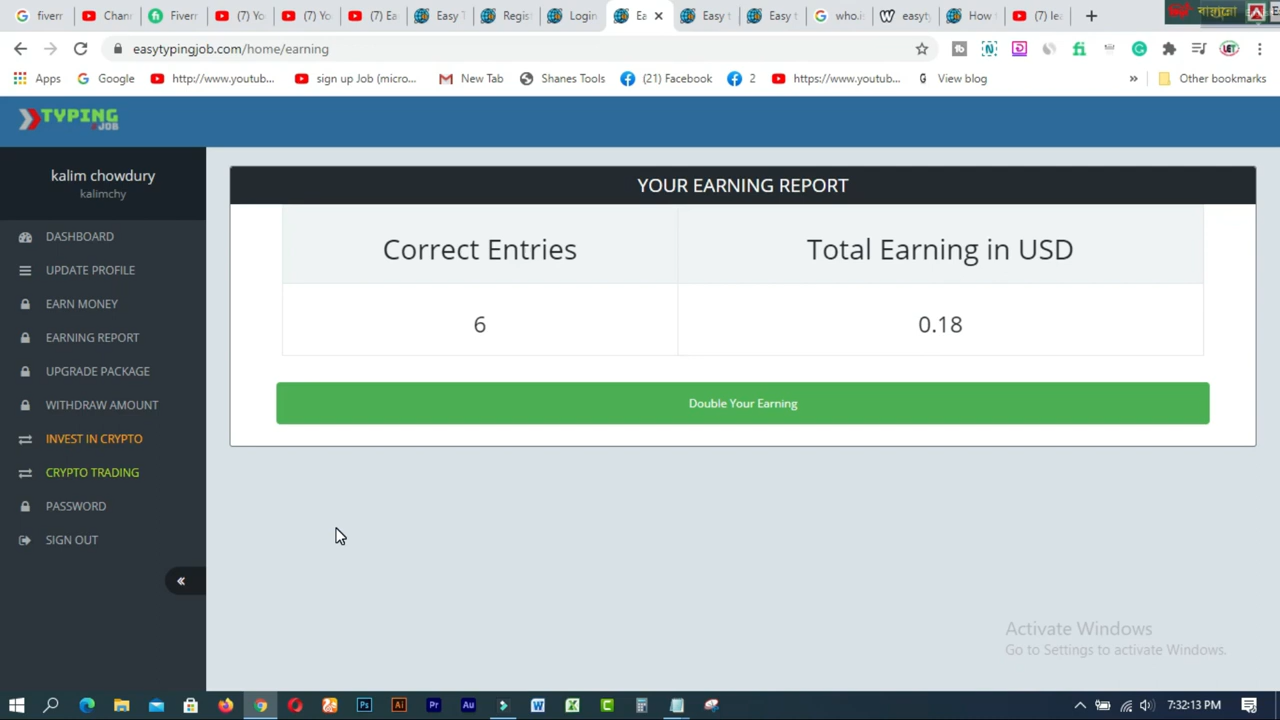 fiverr
Chan
Fiverr
(7) Yo
(7) Yo
(7) Ea
Easy T
Regis
Login
Ea
Easy t
Easy t
who.i
easyt
How t
(7) le
easytypingjob.com/home/earning
Apps
Google
http://www.youtub...
sign up Job (micro...
New Tab
Shanes Tools
(21) Facebook
2
https://www.youtub...
View blog
»
Other bookmarks
TYPING
JOB
kalim chowdury
kalimchy
DASHBOARD
UPDATE PROFILE
EARN MONEY
EARNING REPORT
UPGRADE PACKAGE
WITHDRAW AMOUNT
INVEST IN CRYPTO
CRYPTO TRADING
PASSWORD
SIGN OUT
YOUR EARNING REPORT
Correct Entries
Total Earning in USD
6
0.18
Double Your Earning
Activate Windows
Go to Settings to activate Windows.
7:32:13 PM